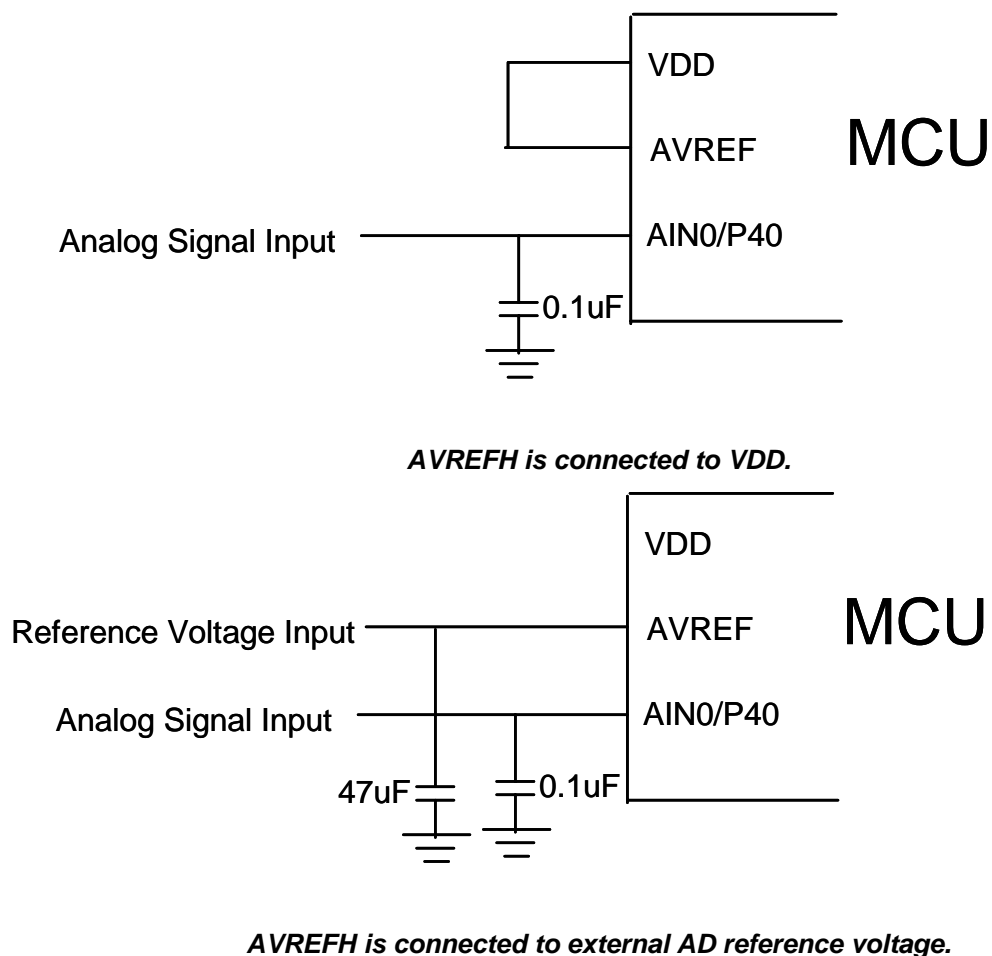 VDD
AVREF
MCU
Analog Signal Input
AIN0/P40
0.1uF
AVREFH is connected to VDD.
VDD
Reference Voltage Input
AVREF
MCU
Analog Signal Input
AIN0/P40
47uF
0.1uF
AVREFH is connected to external AD reference voltage.